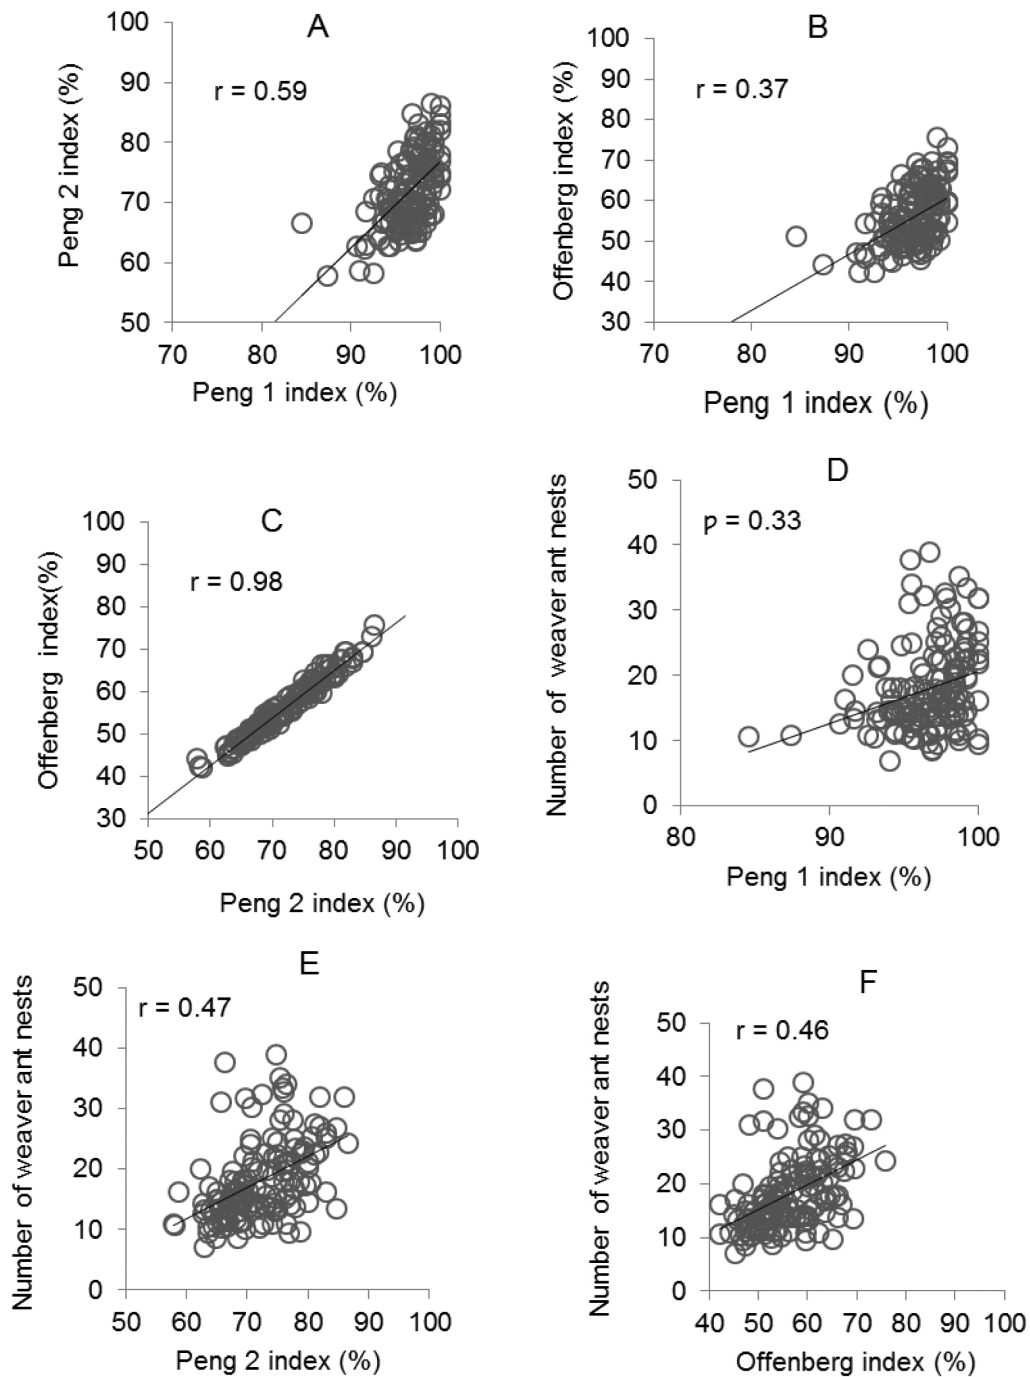 A
100
90
80
70
60
50
Peng 2 index (%)
r = 0.59
70 80 90 100
Peng 1 index (%)
B
100
90
80
70
60
50
40
30
Offenberg index (%)
r = 0.37
70 80 90 100
Peng 1 index (%)
C
100
90
80
70
60
50
40
30
Offenberg index(%)
r = 0.98
50 60 70 80 90 100
Peng 2 index (%)
D
50
40
30
20
10
0
Number of weaver ant nests
p = 0.33
80 90 100
Peng 1 index (%)
E
50
40
30
20
10
0
Number of weaver ant nests
r = 0.47
50 60 70 80 90 100
Peng 2 index (%)
F
50
40
30
20
10
0
Number of weaver ant nests
r = 0.46
40 50 60 70 80 90 100
Offenberg index (%)